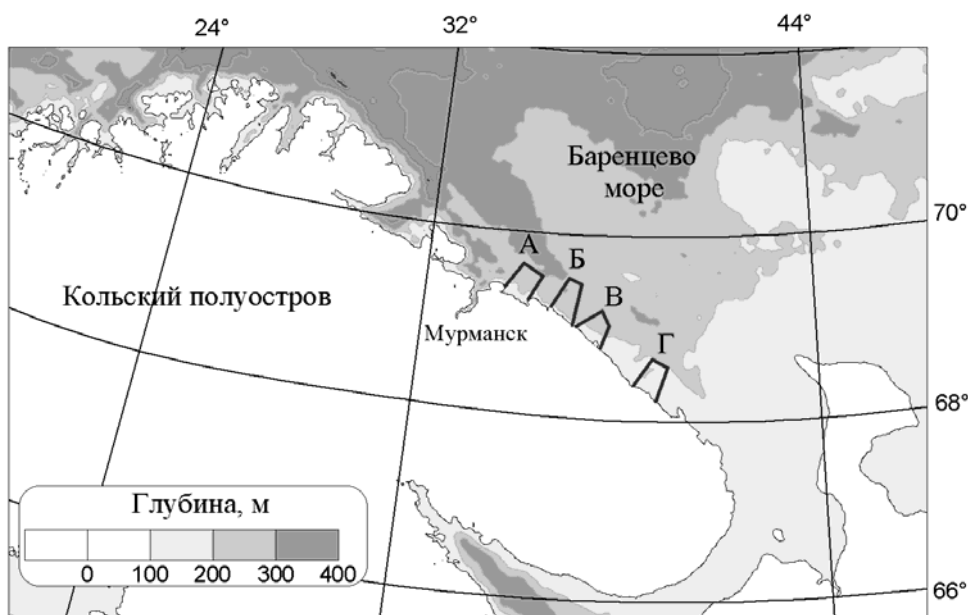 24°
32°
44°
Баренцево
море
70°
А
Б
В
Г
Кольский полуостров
Мурманск
68°
Глубина, м
0 100 200 300 400
66°